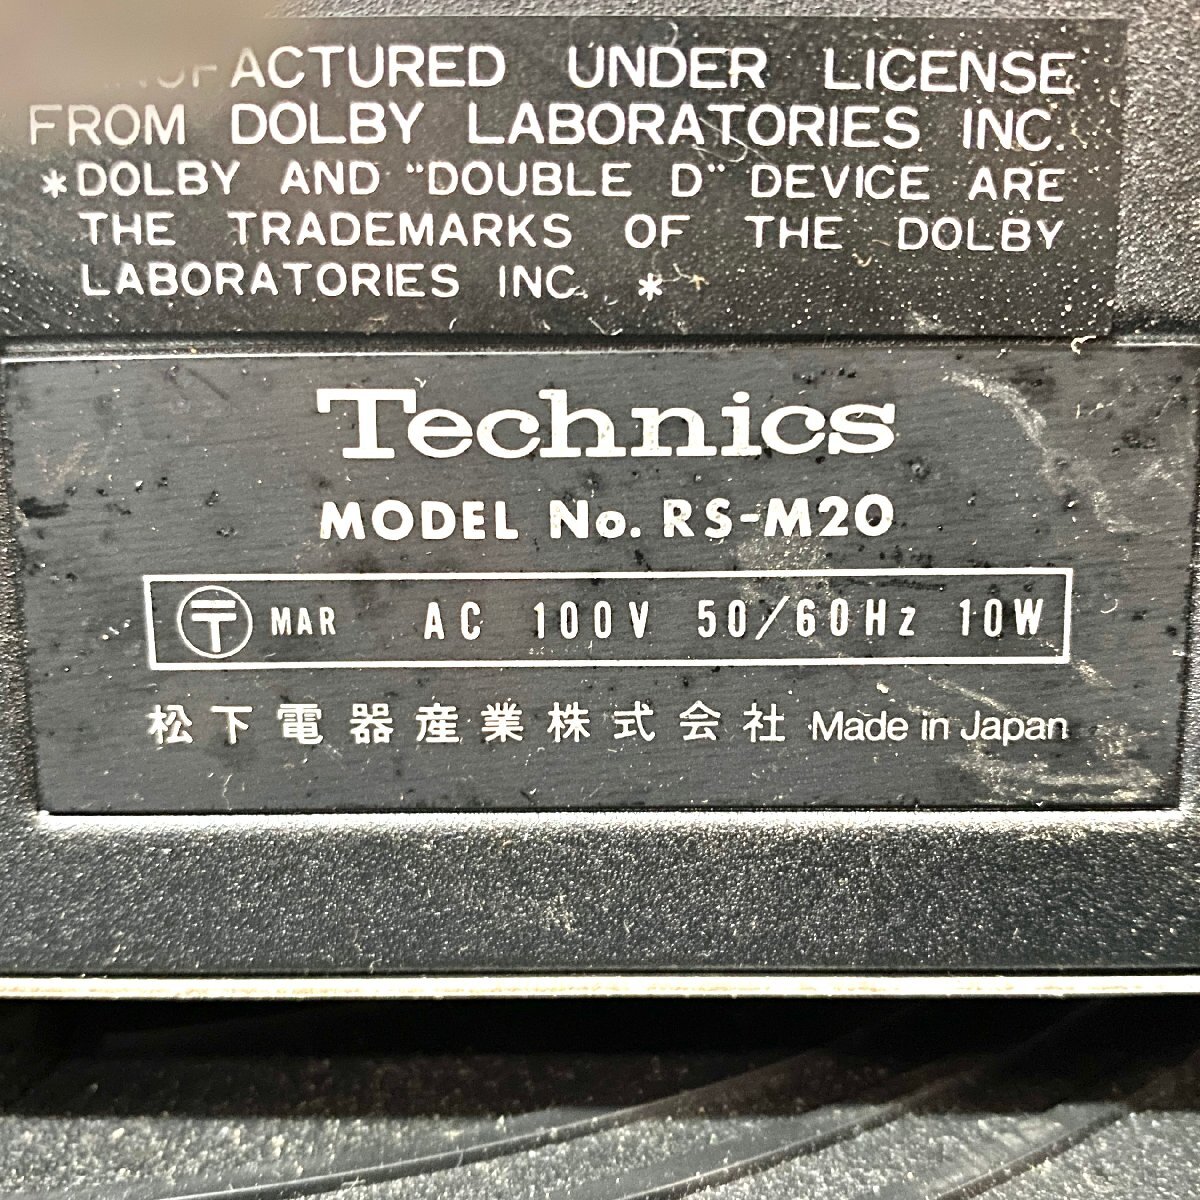 MANUFACTURED UNDER LICENSE
FROM DOLBY LABORATORIES INC.
*DOLBY AND "DOUBLE D" DEVICE ARE
THE TRADEMARKS OF THE DOLBY
LABORATORIES INC. *
Technics
MODEL No. RS-M20
〶 MAR AC 100V 50/60Hz 10W
松下電器産業株式会社 Made in Japan